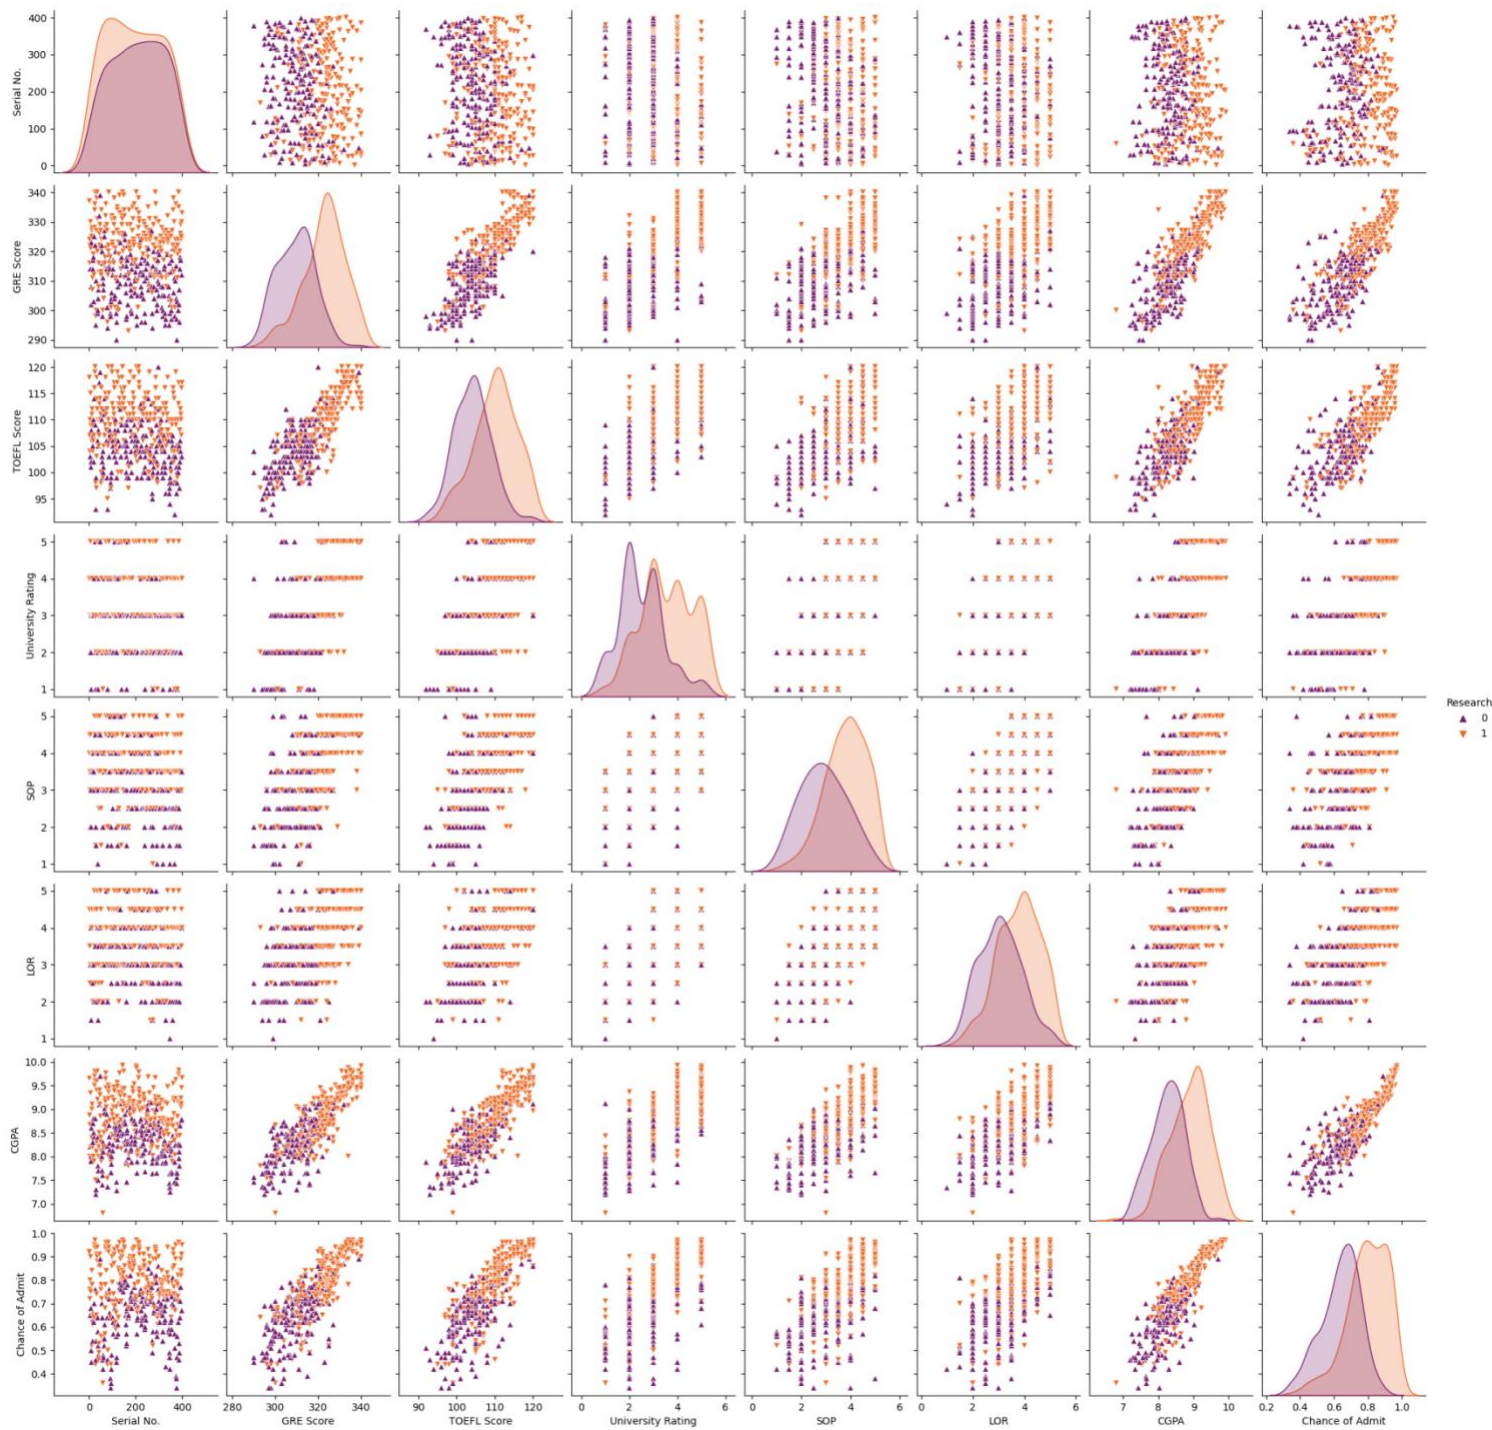 400
300
200
100
0
Serial No.
340
330
320
310
300
290
GRE Score
120
115
110
105
100
95
TOEFL Score
5
4
3
2
1
University Rating
5
4
3
2
1
SOP
Research
0
1
5
4
3
2
1
LOR
10.0
9.5
9.0
8.5
8.0
7.5
7.0
CGPA
1.0
0.9
0.8
0.7
0.6
0.5
0.4
Chance of Admit
0 200 400
Serial No.
280 300 320 340
GRE Score
90 100 110 120
TOEFL Score
0 2 4 6
University Rating
0 2 4 6
SOP
0 2 4 6
LOR
7 8 9 10
CGPA
0.2 0.4 0.6 0.8 1.0
Chance of Admit